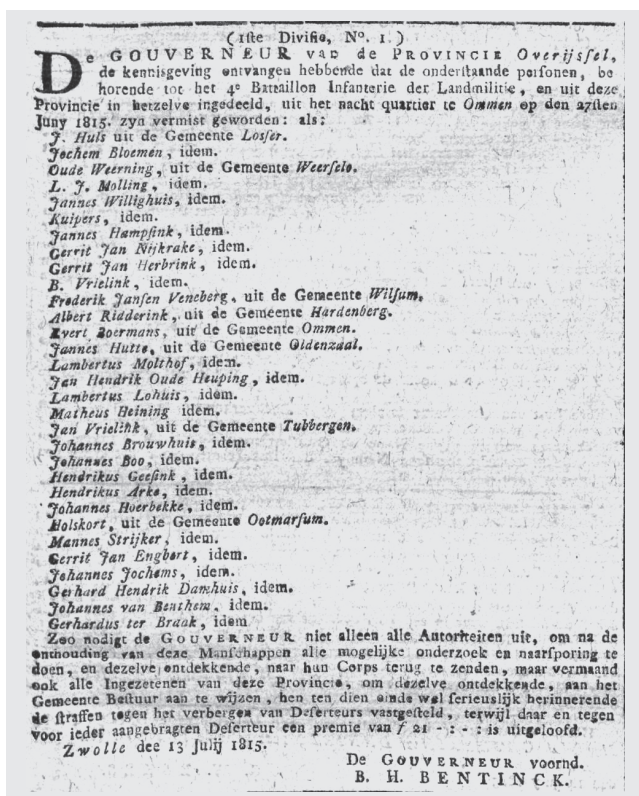 (1ste Divisie, No. 1.)
De GOUVERNEUR van de PROVINCIE Overijssel,
de kennisgeving ontvangen hebbende dat de onderstaande personen, be
horende tot het 4e Battaillon Infanterie der Landmilitie, en uit deze
Provincie in hetzelve ingedeeld, uit het nacht quartier te Ommen op den 27sten
Juny 1815. zyn vermist geworden: als:
J. Huls uit de Gemeente Losser.
Jochem Bloemen, idem.
Oude Weerning, uit de Gemeente Weerselo.
L. J. Molling, idem.
Jannes Willighuis, idem.
Kuipers, idem.
Jannes Hampsink, idem.
Gerrit Jan Nijkrake, idem.
Gerrit Jan Herbrink, idem.
B. Vrielink, idem.
Frederik Jansen Veneberg, uit de Gemeente Wilsum.
Albert Ridderink, uit de Gemeente Hardenberg.
Evert Boermans, uit de Gemeente Ommen.
Jannes Hutte, uit de Gemeente Oldenzaal.
Lambertus Molthof, idem.
Jan Hendrik Oude Heuping, idem.
Lambertus Lohuis, idem.
Matheus Heining idem.
Jan Vrielink, uit de Gemeente Tubbergen.
Johannes Brouwhuis, idem.
Johannes Boo, idem.
Hendrikus Geesink, idem.
Hendrikus Arke, idem.
Johannes Hoerbekke, idem.
Holskort, uit de Gemeente Ootmarsum.
Mannes Strijker, idem.
Gerrit Jan Engbert, idem.
Johannes Jochems, idem.
Gerhard Hendrik Damhuis, idem.
Johannes van Benthem, idem.
Gerhardus ter Braak, idem
Zoo nodigt de GOUVERNEUR niet alleen alle Autoriteiten uit, om na de
onthouding van deze Manschappen alle mogelijke onderzoek en naarsporing te
doen, en dezelve ontdekkende, naar hun Corps terug te zenden, maar vermaand
ook alle Ingezetenen van deze Provincie, om dezelve ontdekkende, aan het
Gemeente Bestuur aan te wijzen, hen ten dien einde wel serieuslijk herinnerende
de straffen tegen het verbergen van Deserteurs vastgesteld, terwijl daar en tegen
voor ieder aangebragten Deserteur een premie van f 21 - : - : is uitgeloofd.
Zwolle dee 13 Julij 1815.
De GOUVERNEUR voornd.
B. H. BENTINCK.